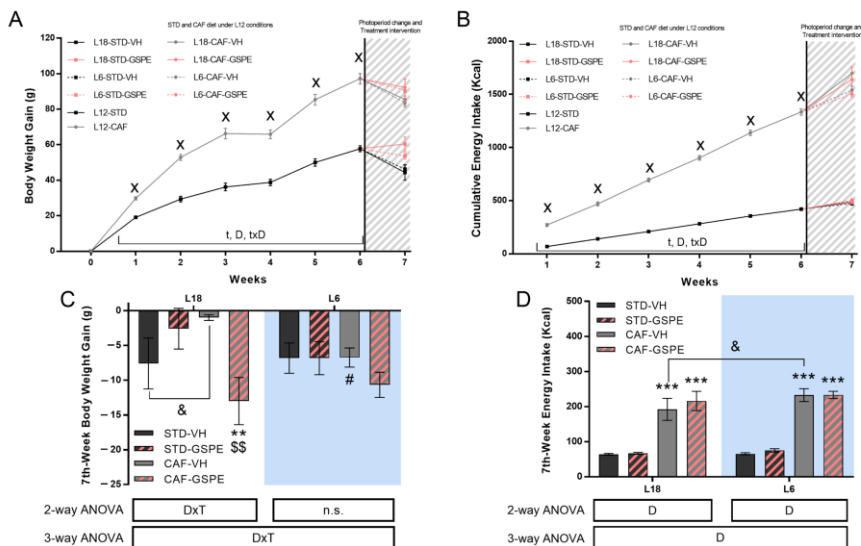 A
STD and CAF diet under L12 conditions
Photoperiod change and
Treatment intervention
L18-STD-VH
L18-STD-GSPE
L6-STD-VH
L6-STD-GSPE
L12-STD
L12-CAF
L18-CAF-VH
L18-CAF-GSPE
L6-CAF-VH
L6-CAF-GSPE
Body Weight Gain (g)
120
100
80
60
40
20
0
X X X X X X
t, D, txD
0 1 2 3 4 5 6 7
Weeks
B
STD and CAF diet under L12 conditions
Photoperiod change and
Treatment intervention
L18-STD-VH
L18-STD-GSPE
L6-STD-VH
L6-STD-GSPE
L12-STD
L12-CAF
L18-CAF-VH
L18-CAF-GSPE
L6-CAF-VH
L6-CAF-GSPE
Cumulative Energy Intake (Kcal)
2000
1500
1000
500
0
X X X X X X
t, D, txD
1 2 3 4 5 6 7
Weeks
C
L18 L6
7th-Week Body Weight Gain (g)
0
−5
−10
−15
−20
−25
&
**
$$
#
STD-VH
STD-GSPE
CAF-VH
CAF-GSPE
2-way ANOVA DxT n.s.
3-way ANOVA DxT
D
STD-VH
STD-GSPE
CAF-VH
CAF-GSPE
7th-Week Energy Intake (Kcal)
500
400
300
200
100
0
&
*** *** *** ***
L18 L6
2-way ANOVA D D
3-way ANOVA D